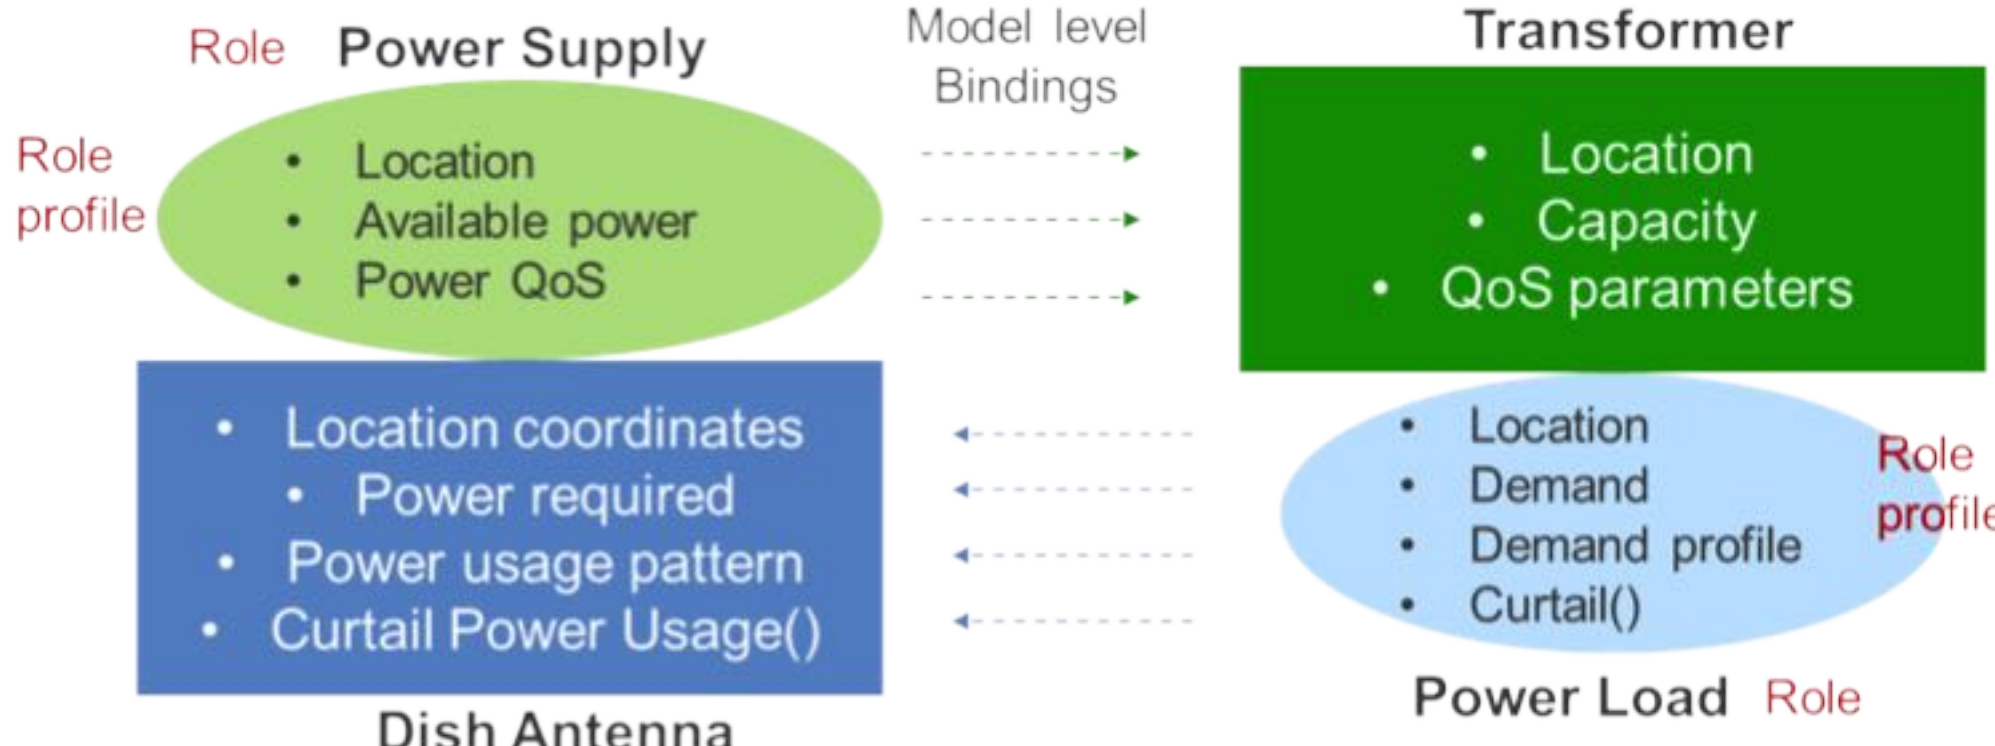 Role Power Supply
Role
profile
• Location
• Available power
• Power QoS
• Location coordinates
• Power required
• Power usage pattern
• Curtail Power Usage()
Dish Antenna
Model level
Bindings
Transformer
• Location
• Capacity
• QoS parameters
• Location
• Demand
• Demand profile
• Curtail()
Role
profile
Power Load Role